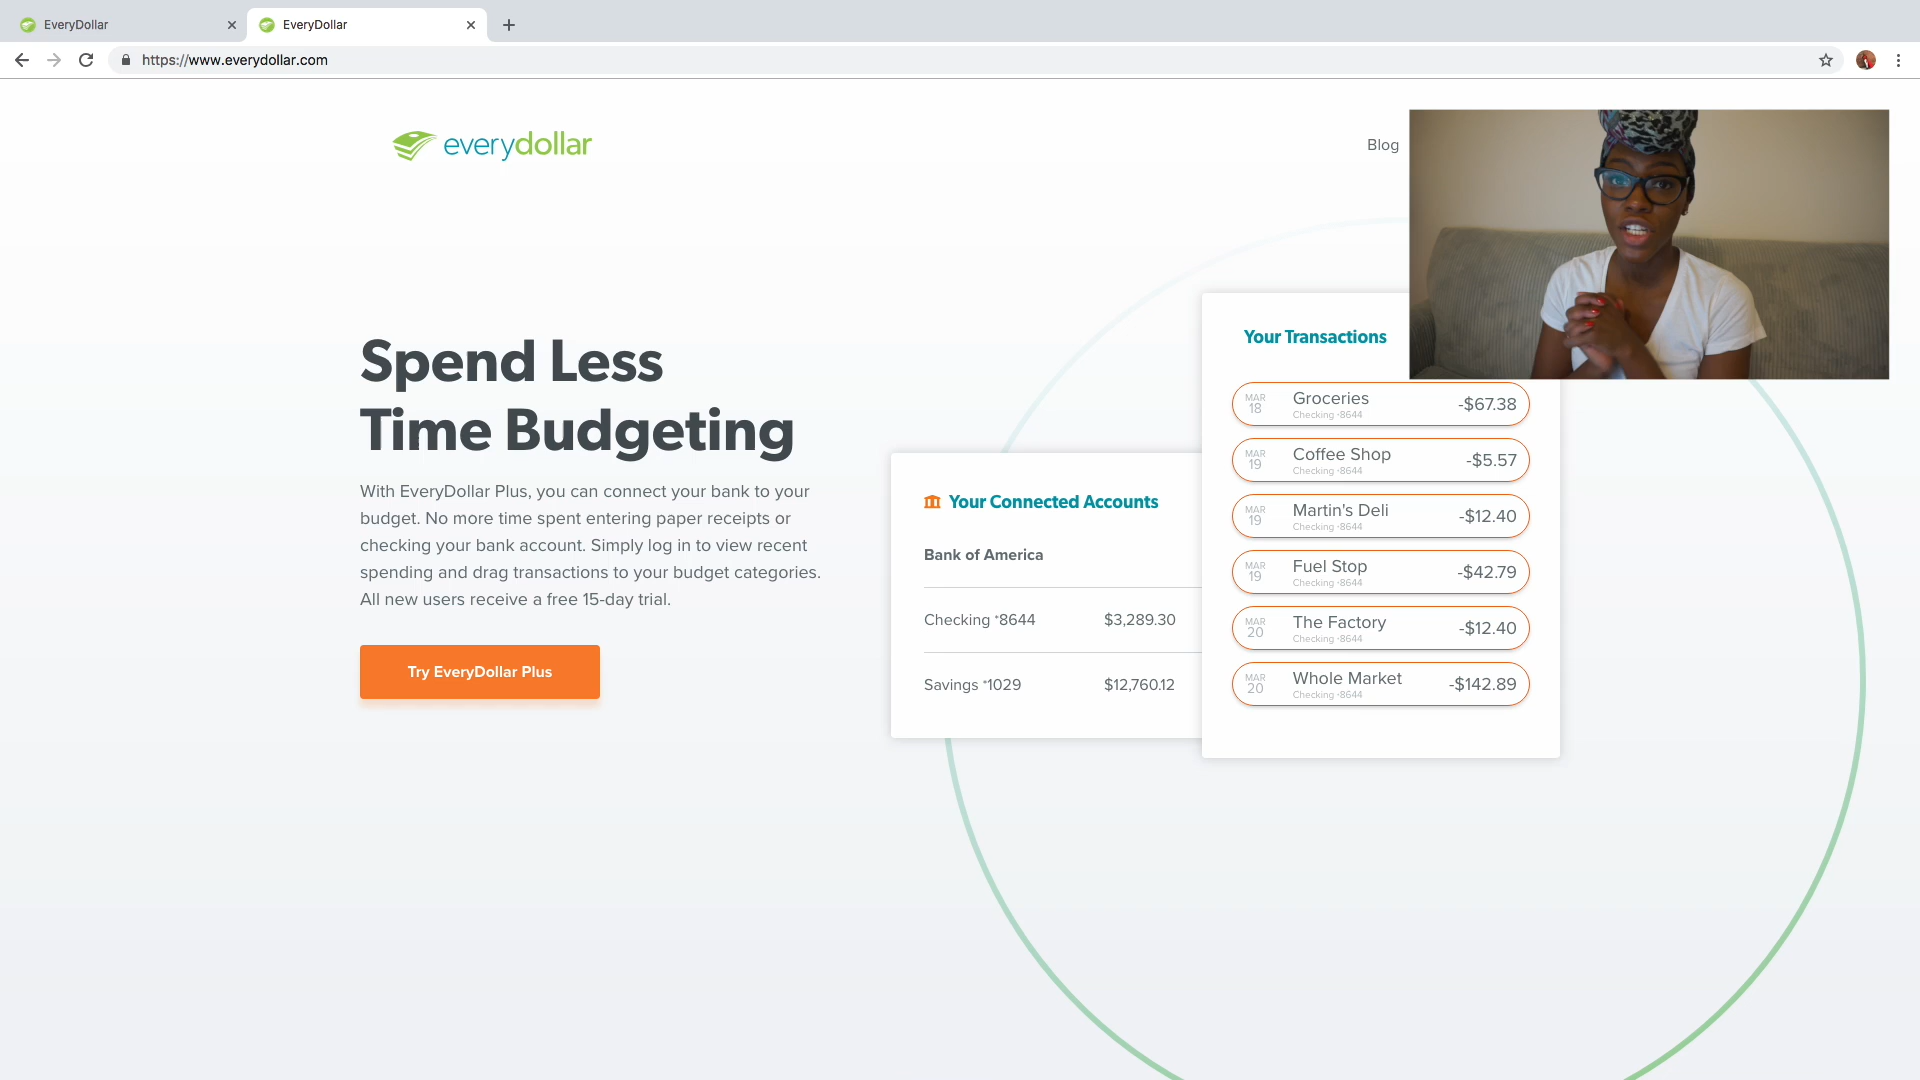 EveryDollar
EveryDollar
https://www.everydollar.com
everydollar
Blog
Spend Less
Time Budgeting
With EveryDollar Plus, you can connect your bank to your
budget. No more time spent entering paper receipts or
checking your bank account. Simply log in to view recent
spending and drag transactions to your budget categories.
All new users receive a free 15-day trial.
Try EveryDollar Plus
Your Connected Accounts
Bank of America
Checking *8644 $3,289.30
Savings *1029 $12,760.12
Your Transactions
MAR 18 Groceries -$67.38
Checking *8644
MAR 19 Coffee Shop -$5.57
Checking *8644
MAR 19 Martin's Deli -$12.40
Checking *8644
MAR 19 Fuel Stop -$42.79
Checking *8644
MAR 20 The Factory -$12.40
Checking *8644
MAR 20 Whole Market -$142.89
Checking *8644